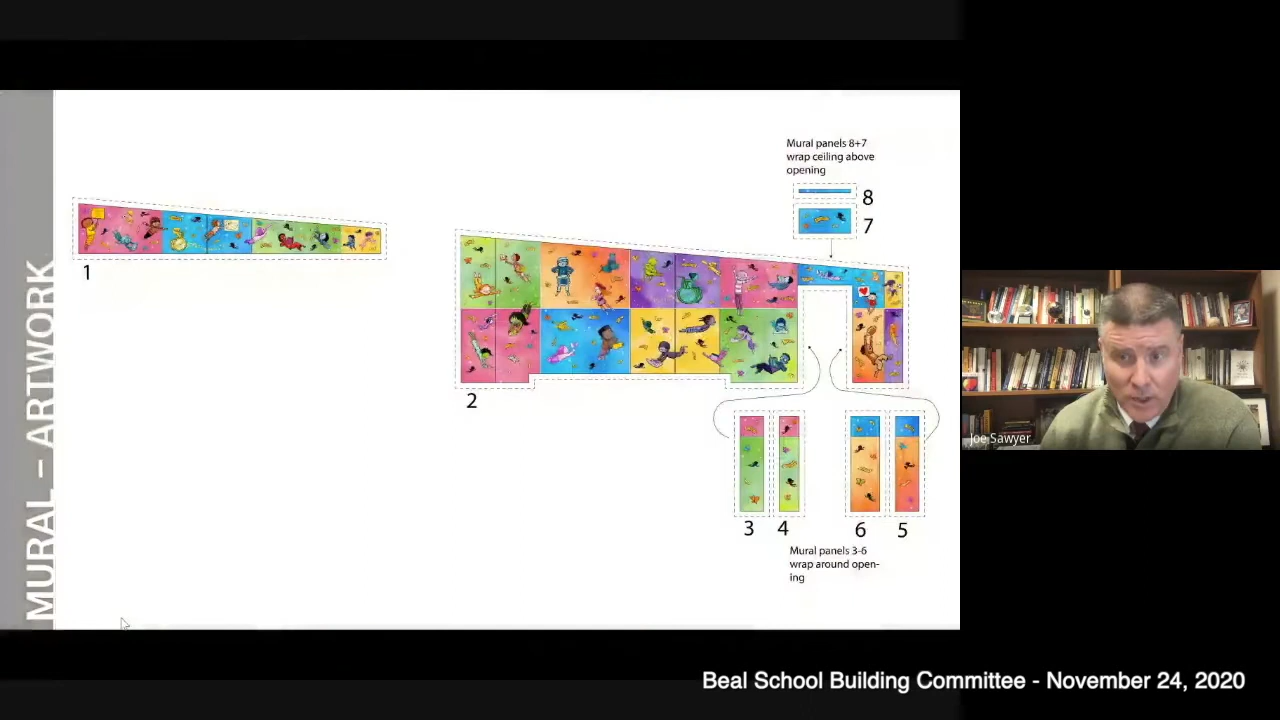 MURAL – ARTWORK
Mural panels 8+7
wrap ceiling above
opening
8
7
1
2
3
4
6
5
Mural panels 3-6
wrap around open-
ing
Joe Sawyer
Beal School Building Committee - November 24, 2020